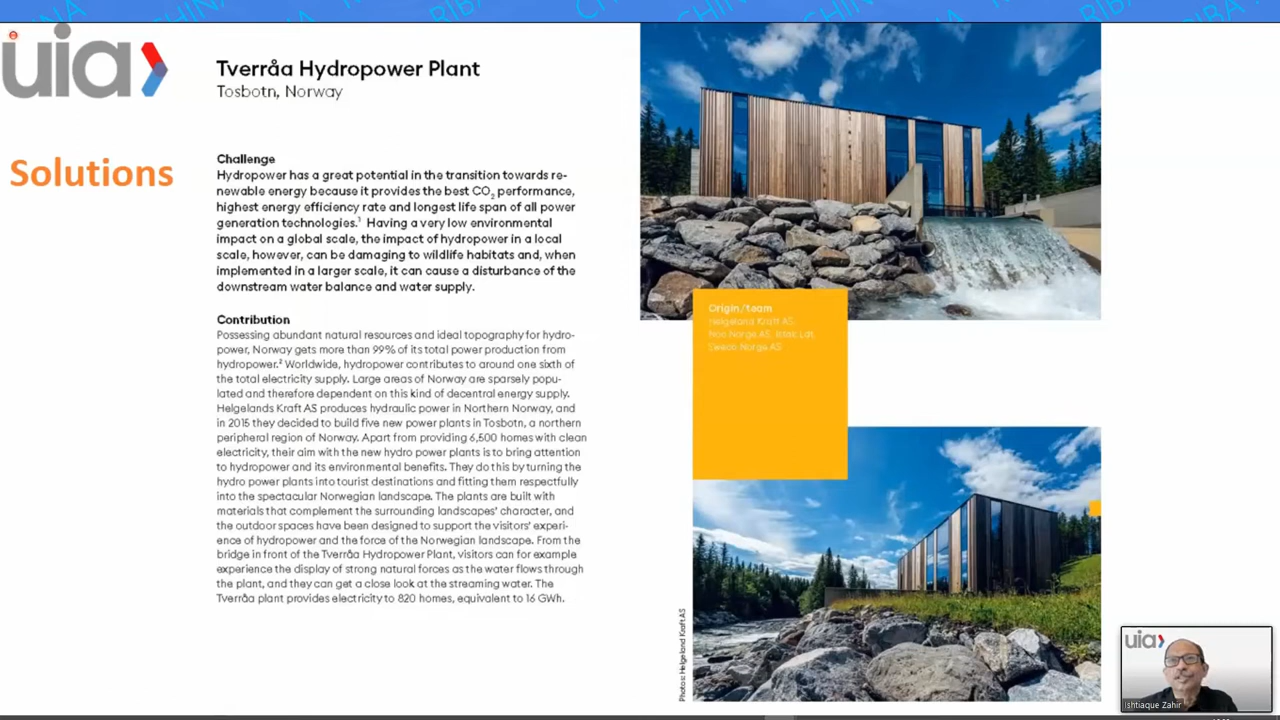 CHINA
RIBA
CHINA
CHINA
RIBA
CHINA
RIBA
uia
Solutions
Tverråa Hydropower Plant
Tosbotn, Norway
Challenge
Hydropower has a great potential in the transition towards re-
newable energy because it provides the best CO₂ performance,
highest energy efficiency rate and longest life span of all power
generation technologies.¹ Having a very low environmental
impact on a global scale, the impact of hydropower in a local
scale, however, can be damaging to wildlife habitats and, when
implemented in a larger scale, it can cause a disturbance of the
downstream water balance and water supply.
Contribution
Possessing abundant natural resources and ideal topography for hydro-
power, Norway gets more than 99% of its total power production from
hydropower.² Worldwide, hydropower contributes to around one sixth of
the total electricity supply. Large areas of Norway are sparsely popu-
lated and therefore dependent on this kind of decentral energy supply.
Helgelands Kraft AS produces hydraulic power in Northern Norway, and
in 2015 they decided to build five new power plants in Tosbotn, a northern
peripheral region of Norway. Apart from providing 6,500 homes with clean
electricity, their aim with the new hydro power plants is to bring attention
to hydropower and its environmental benefits. They do this by turning the
hydro power plants into tourist destinations and fitting them respectfully
into the spectacular Norwegian landscape. The plants are built with
materials that complement the surrounding landscapes' character, and
the outdoor spaces have been designed to support the visitors' experi-
ence of hydropower and the force of the Norwegian landscape. From the
bridge in front of the Tverråa Hydropower Plant, visitors can for example
experience the display of strong natural forces as the water flows through
the plant, and they can get a close look at the streaming water. The
Tverråa plant provides electricity to 820 homes, equivalent to 16 GWh.
Origin/team
Helgeland Kraft AS,
Norge AS,
Norge AS
Photos: Helgeland Kraft AS
uia
Ishtiaque Zahir